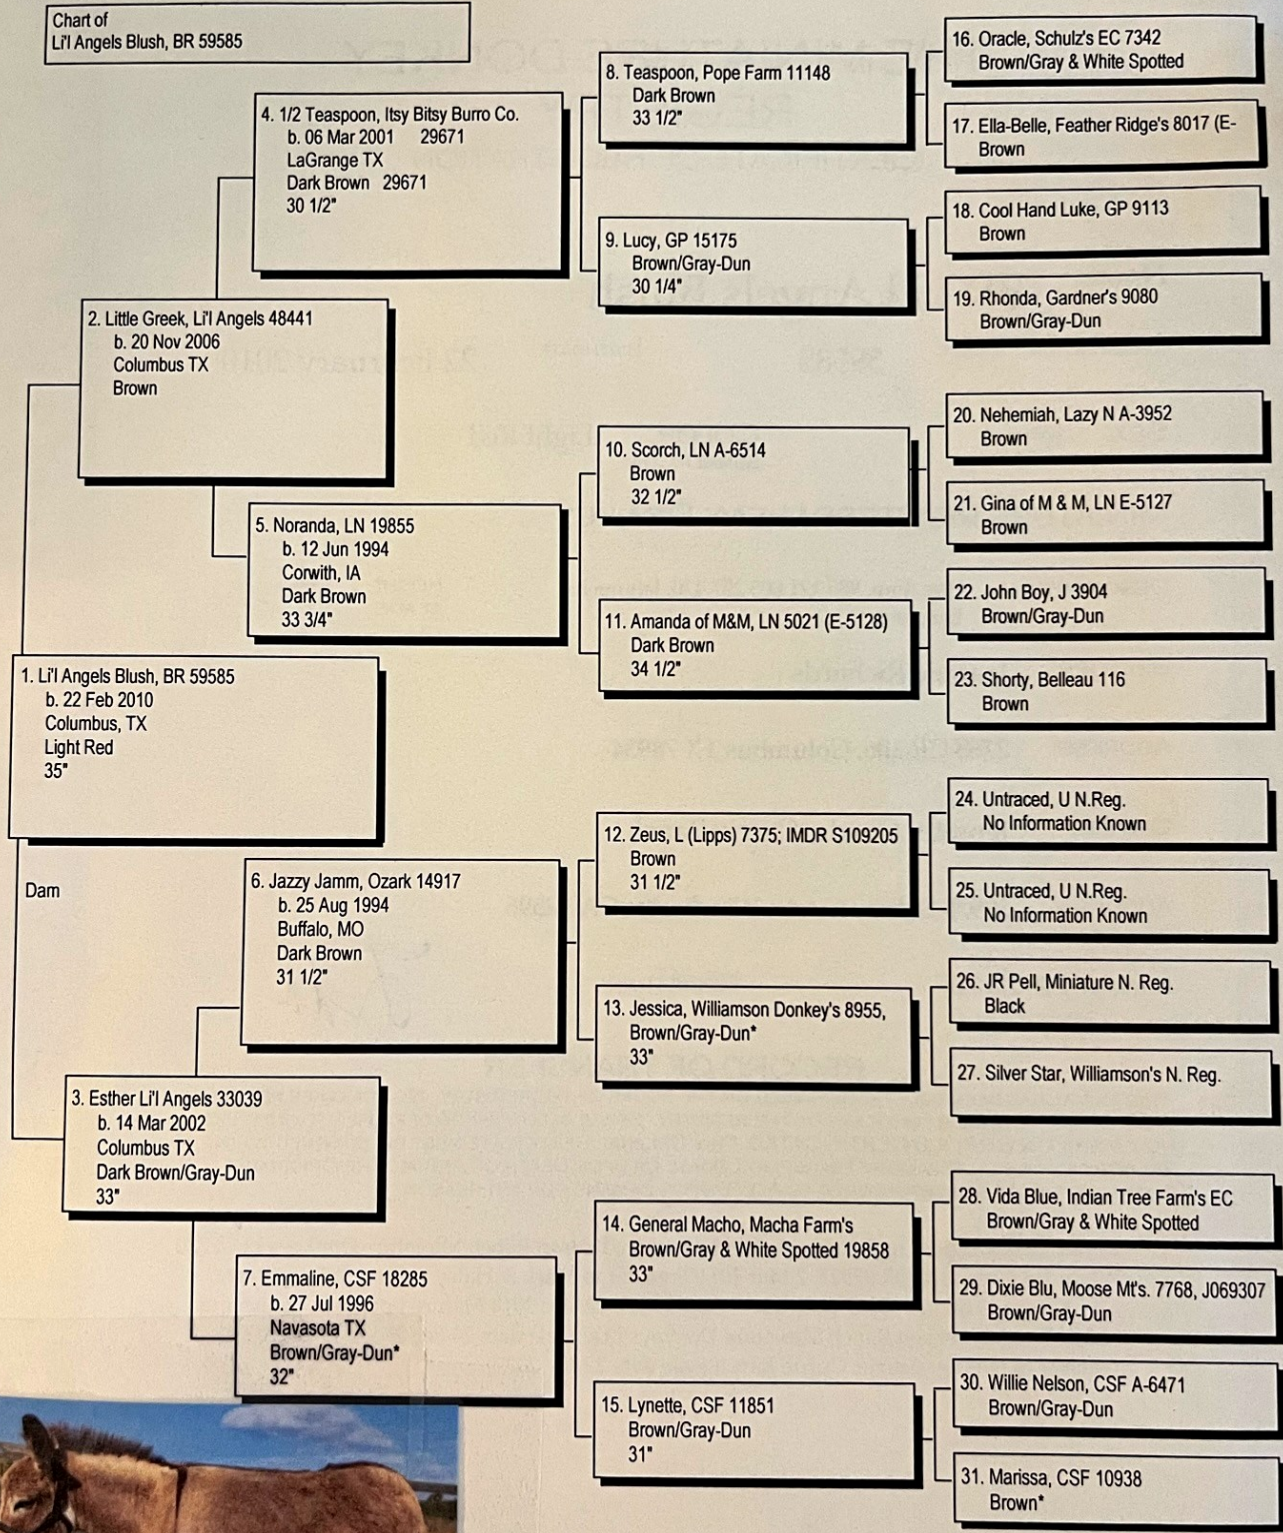 Chart of
Li'l Angels Blush, BR 59585
1. Li'l Angels Blush, BR 59585
b. 22 Feb 2010
Columbus, TX
Light Red
35"
Dam
2. Little Greek, Li'l Angels 48441
b. 20 Nov 2006
Columbus TX
Brown
3. Esther Li'l Angels 33039
b. 14 Mar 2002
Columbus TX
Dark Brown/Gray-Dun
33"
4. 1/2 Teaspoon, Itsy Bitsy Burro Co.
b. 06 Mar 2001 29671
LaGrange TX
Dark Brown 29671
30 1/2"
5. Noranda, LN 19855
b. 12 Jun 1994
Corwith, IA
Dark Brown
33 3/4"
6. Jazzy Jamm, Ozark 14917
b. 25 Aug 1994
Buffalo, MO
Dark Brown
31 1/2"
7. Emmaline, CSF 18285
b. 27 Jul 1996
Navasota TX
Brown/Gray-Dun*
32"
8. Teaspoon, Pope Farm 11148
Dark Brown
33 1/2"
9. Lucy, GP 15175
Brown/Gray-Dun
30 1/4"
10. Scorch, LN A-6514
Brown
32 1/2"
11. Amanda of M&M, LN 5021 (E-5128)
Dark Brown
34 1/2"
12. Zeus, L (Lipps) 7375; IMDR S109205
Brown
31 1/2"
13. Jessica, Williamson Donkey's 8955,
Brown/Gray-Dun*
33"
14. General Macho, Macha Farm's
Brown/Gray & White Spotted 19858
33"
15. Lynette, CSF 11851
Brown/Gray-Dun
31"
16. Oracle, Schulz's EC 7342
Brown/Gray & White Spotted
17. Ella-Belle, Feather Ridge's 8017 (E-
Brown
18. Cool Hand Luke, GP 9113
Brown
19. Rhonda, Gardner's 9080
Brown/Gray-Dun
20. Nehemiah, Lazy N A-3952
Brown
21. Gina of M & M, LN E-5127
Brown
22. John Boy, J 3904
Brown/Gray-Dun
23. Shorty, Belleau 116
Brown
24. Untraced, U N.Reg.
No Information Known
25. Untraced, U N.Reg.
No Information Known
26. JR Pell, Miniature N. Reg.
Black
27. Silver Star, Williamson's N. Reg.
28. Vida Blue, Indian Tree Farm's EC
Brown/Gray & White Spotted
29. Dixie Blu, Moose Mt's. 7768, J069307
Brown/Gray-Dun
30. Willie Nelson, CSF A-6471
Brown/Gray-Dun
31. Marissa, CSF 10938
Brown*